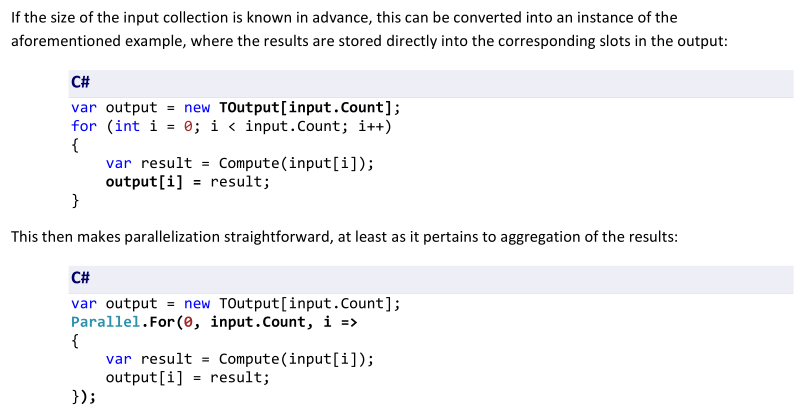 If the size of the input collection is known in advance, this can be converted into an instance of the
aforementioned example, where the results are stored directly into the corresponding slots in the output:
C#
var output = new TOutput[input.Count];
for (int i = 0; i < input.Count; i++)
{
    var result = Compute(input[i]);
    output[i] = result;
}
This then makes parallelization straightforward, at least as it pertains to aggregation of the results:
C#
var output = new TOutput[input.Count];
Parallel.For(0, input.Count, i =>
{
    var result = Compute(input[i]);
    output[i] = result;
});